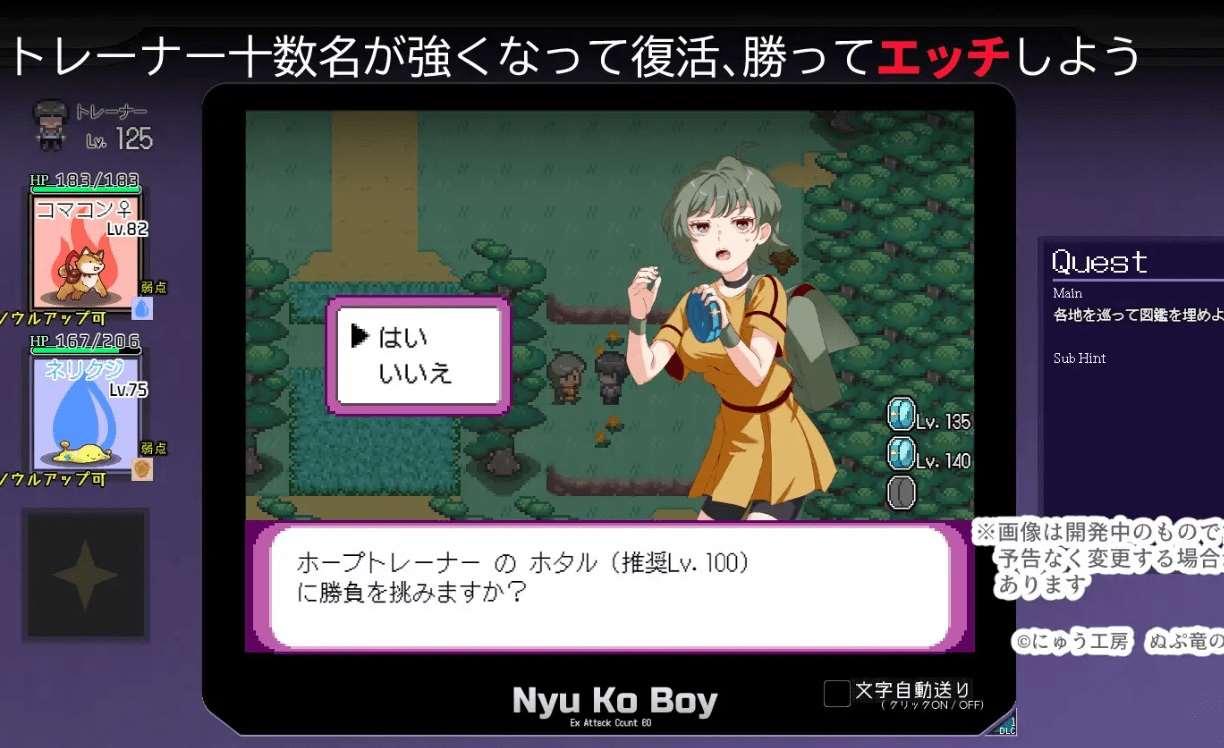 トレーナー十数名が強くなって復活、勝ってエッチしよう
トレーナー
Lv. 125
HP 183/183
コマコン♀
Lv.82
弱点
ソウルアップ可
HP 167/206
ネリクジ
Lv.75
弱点
ソウルアップ可
はい
いいえ
Lv. 135
Lv. 140
ホープトレーナー の ホタル（推奨Lv. 100）
に勝負を挑みますか？
Nyu Ko Boy
Ex Attack Count 60
文字自動送り
（クリックON / OFF）
1
DLC
Quest
Main
各地を巡って図鑑を埋めよ
Sub Hint
※画像は開発中のもので
予告なく変更する場合
あります
©にゅう工房 ぬぷ竜の